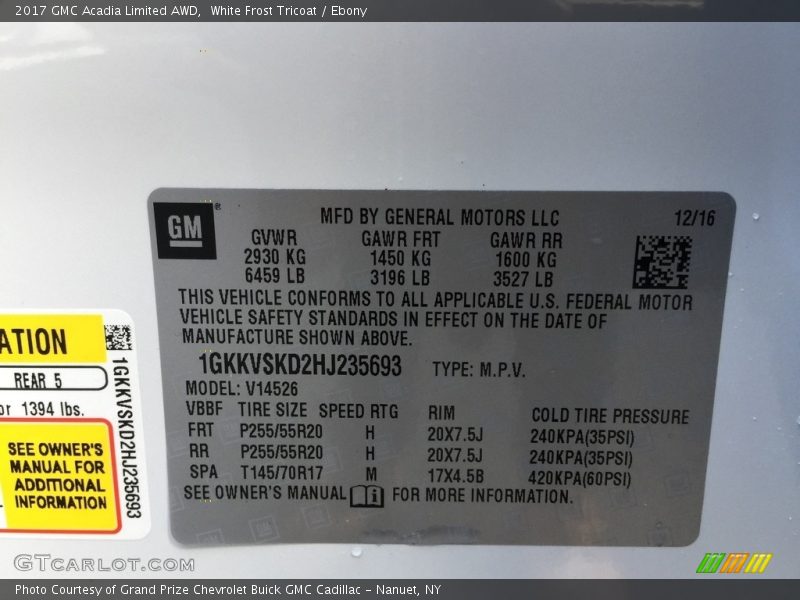 2017 GMC Acadia Limited AWD, White Frost Tricoat / Ebony
GM ®
MFD BY GENERAL MOTORS LLC 12/16
GVWR GAWR FRT GAWR RR
2930 KG 1450 KG 1600 KG
6459 LB 3196 LB 3527 LB
THIS VEHICLE CONFORMS TO ALL APPLICABLE U.S. FEDERAL MOTOR
VEHICLE SAFETY STANDARDS IN EFFECT ON THE DATE OF
MANUFACTURE SHOWN ABOVE.
1GKKVSKD2HJ235693 TYPE: M.P.V.
MODEL: V14526
VBBF TIRE SIZE SPEED RTG RIM COLD TIRE PRESSURE
FRT P255/55R20 H 20X7.5J 240KPA(35PSI)
RR P255/55R20 H 20X7.5J 240KPA(35PSI)
SPA T145/70R17 M 17X4.5B 420KPA(60PSI)
SEE OWNER'S MANUAL i FOR MORE INFORMATION.
ATION
REAR 5
or 1394 lbs.
SEE OWNER'S
MANUAL FOR
ADDITIONAL
INFORMATION
1GKKVSKD2HJ235693
GTCARLOT.COM
Photo Courtesy of Grand Prize Chevrolet Buick GMC Cadillac - Nanuet, NY